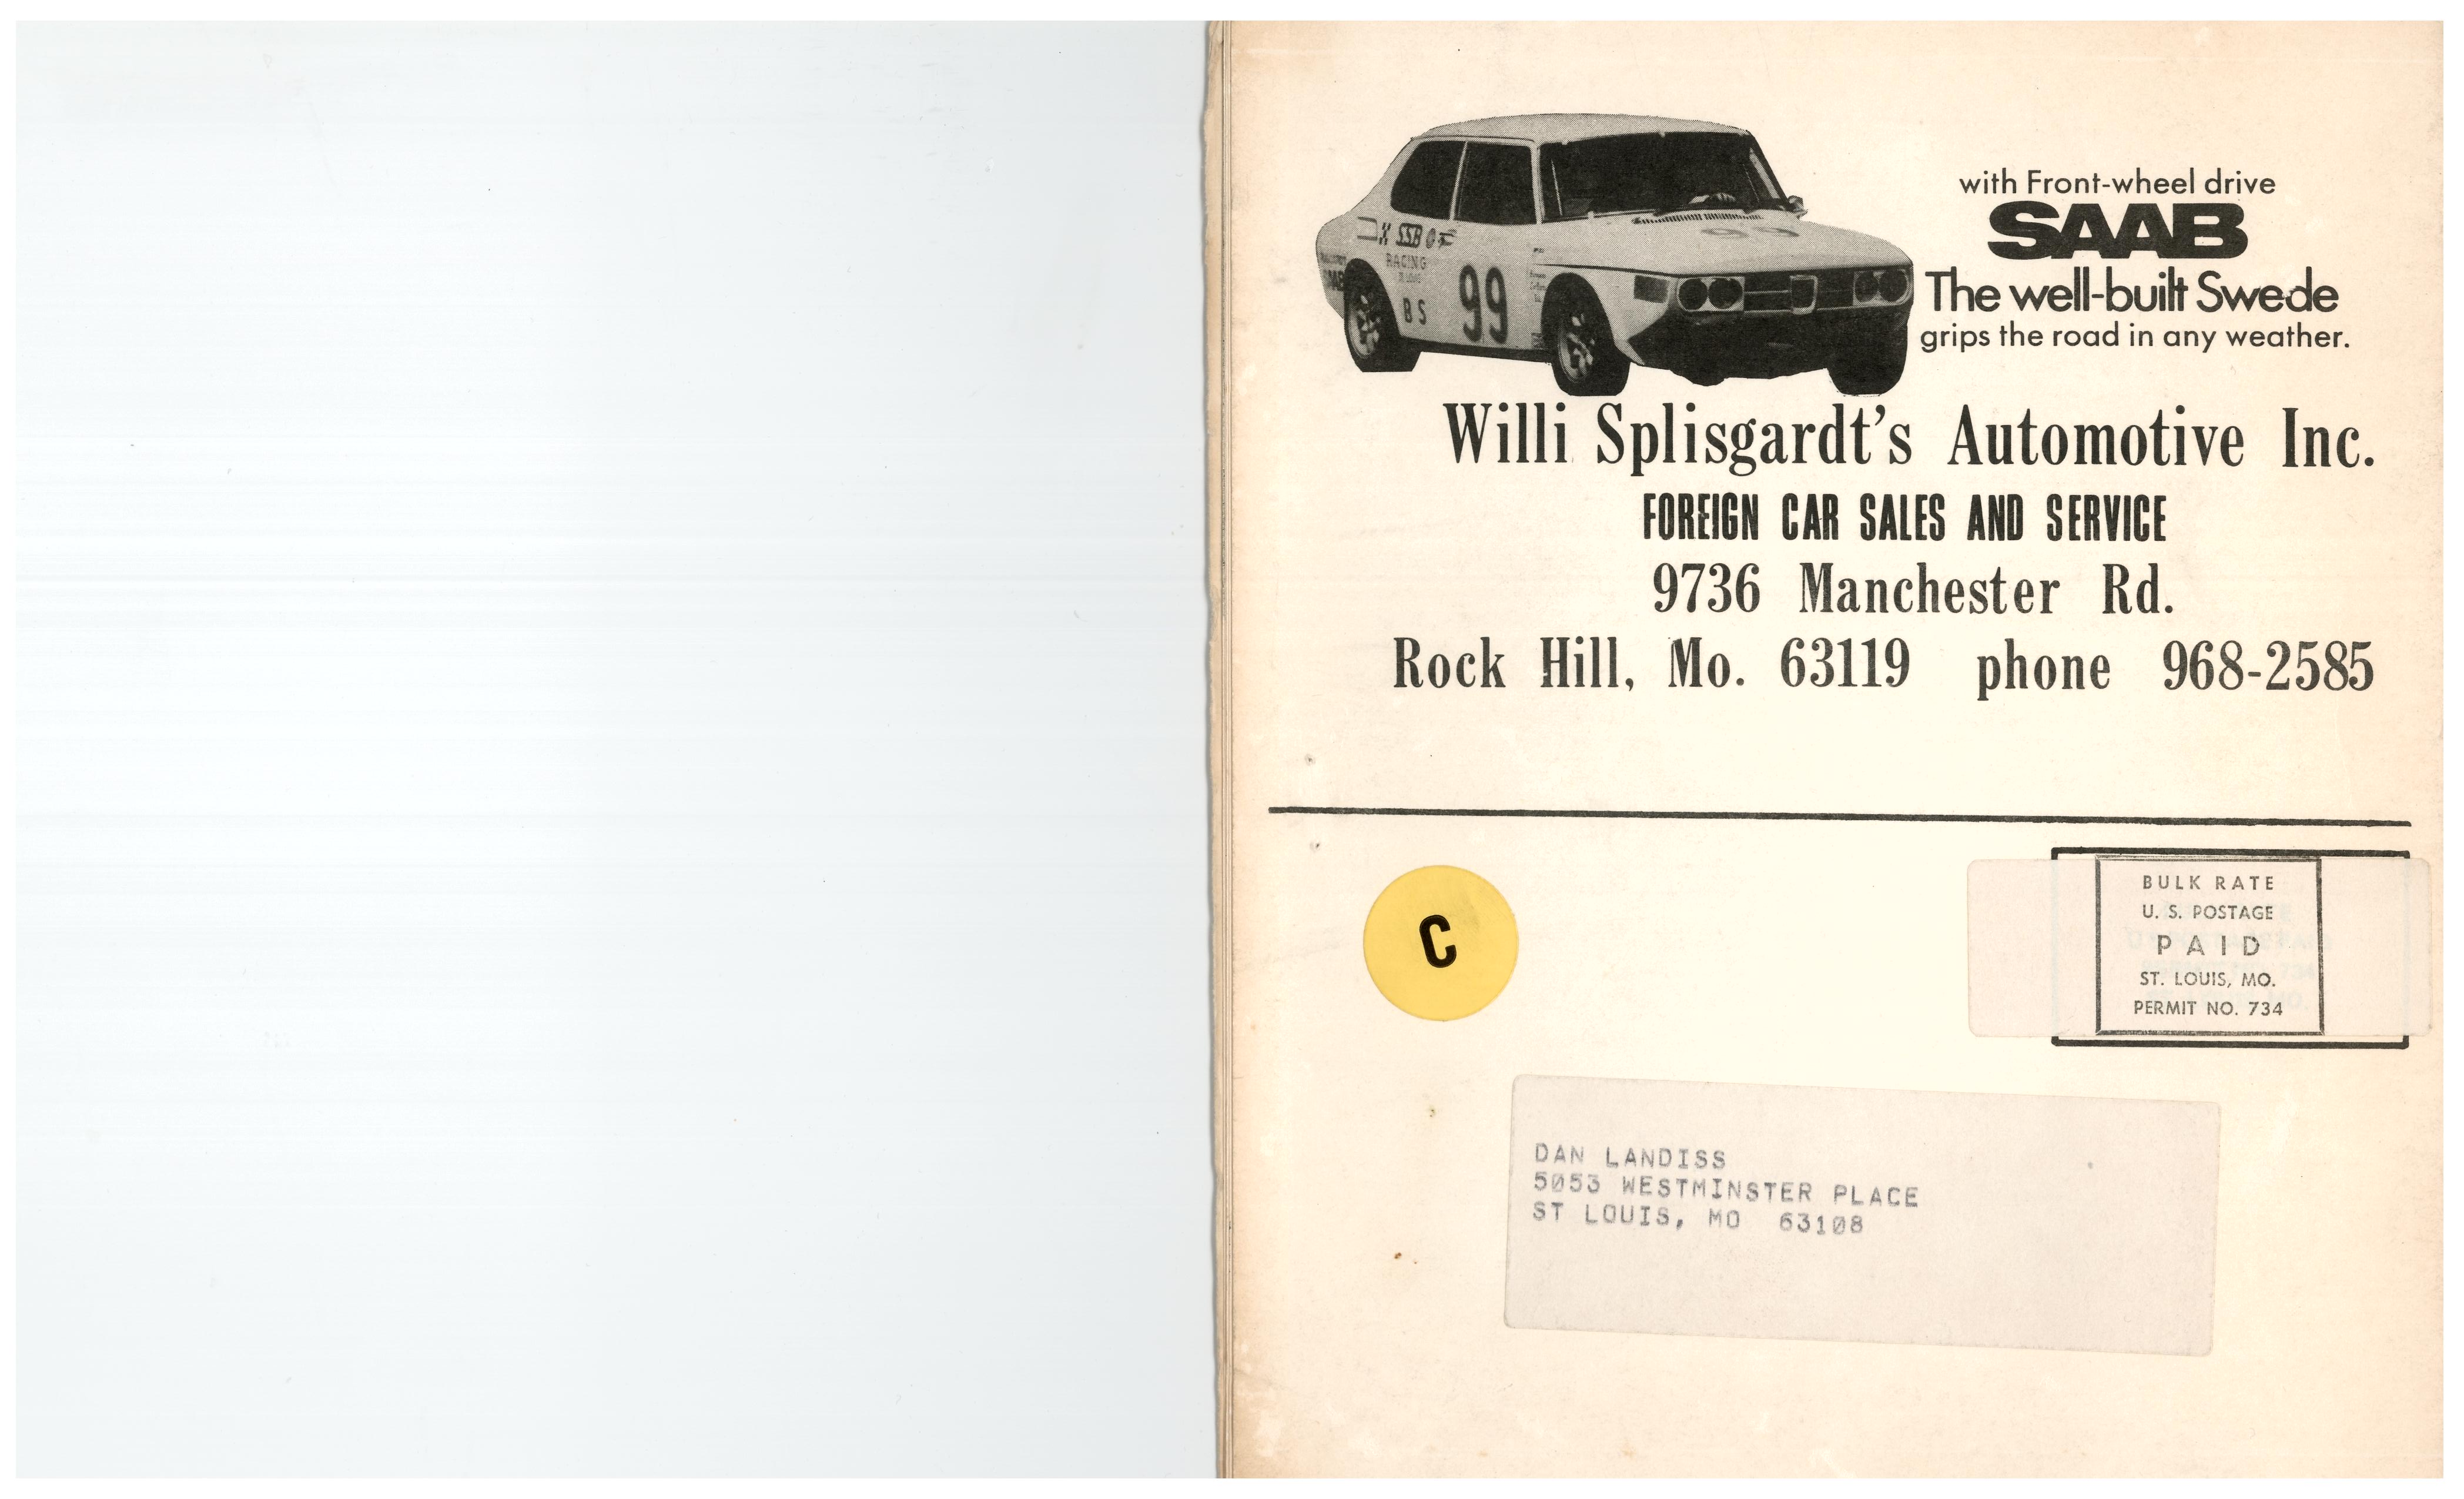 with Front-wheel drive
SAAB
The well-built Swede
grips the road in any weather.
99
SSB
RACING
BS
99
Willi Splisgardt's Automotive Inc.
FOREIGN CAR SALES AND SERVICE
9736 Manchester Rd.
Rock Hill, Mo. 63119 phone 968-2585
C
BULK RATE
U. S. POSTAGE
PAID
ST. LOUIS, MO.
PERMIT NO. 734
DAN LANDISS
5053 WESTMINSTER PLACE
ST LOUIS, MO 63108